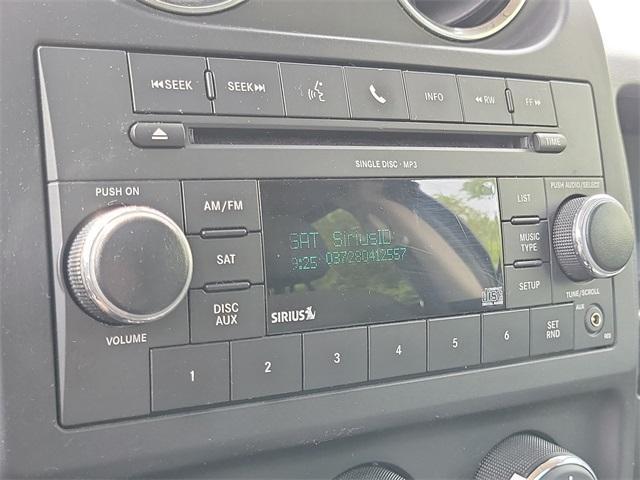 SEEK
SEEK
INFO
RW
FF
TIME
SINGLE DISC · MP3
PUSH ON
VOLUME
AM/FM
SAT
DISC
AUX
SAT SiriusID
9:25 037280412557
SIRIUS
LIST
MUSIC
TYPE
SETUP
PUSH AUDIO/SELECT
TUNE/SCROLL
AUX
1
2
3
4
5
6
SET
RND